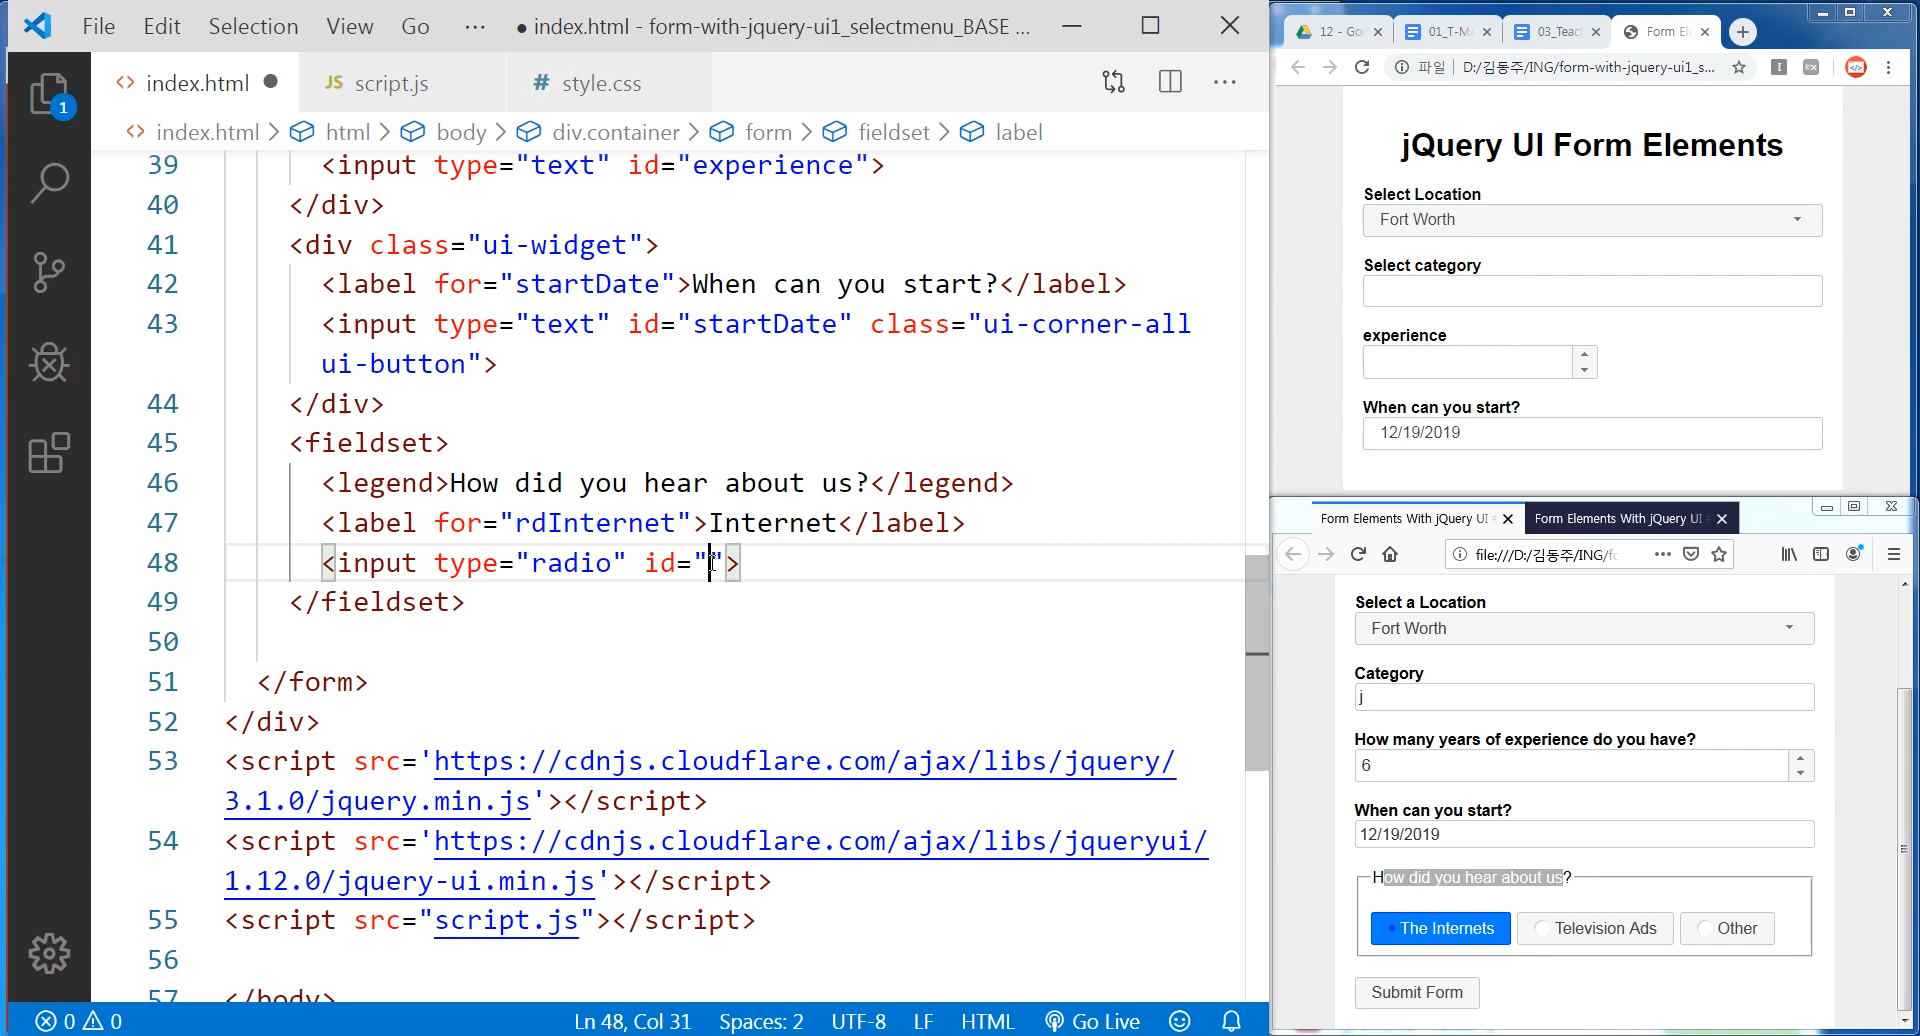 File Edit Selection View Go ··· ● index.html - form-with-jquery-ui1_selectmenu_BASE ...
index.html ● JS script.js # style.css ···
index.html > html > body > div.container > form > fieldset > label
39 <input type="text" id="experience">
40 </div>
41 <div class="ui-widget">
42 <label for="startDate">When can you start?</label>
43 <input type="text" id="startDate" class="ui-corner-all
ui-button">
44 </div>
45 <fieldset>
46 <legend>How did you hear about us?</legend>
47 <label for="rdInternet">Internet</label>
48 <input type="radio" id="">
49 </fieldset>
50
51 </form>
52 </div>
53 <script src='https://cdnjs.cloudflare.com/ajax/libs/jquery/
3.1.0/jquery.min.js'></script>
54 <script src='https://cdnjs.cloudflare.com/ajax/libs/jqueryui/
1.12.0/jquery-ui.min.js'></script>
55 <script src="script.js"></script>
56
57 </body>
1
0 0 Ln 48, Col 31 Spaces: 2 UTF-8 LF HTML Go Live
12 - Go 01_T-M 03_Teac Form El
파일 | D:/김동주/ING/form-with-jquery-ui1_s...
jQuery UI Form Elements
Select Location
Fort Worth
Select category
experience
When can you start?
12/19/2019
Form Elements With jQuery UI Form Elements With jQuery UI
file:///D:/김동주/ING/fo ···
Select a Location
Fort Worth
Category
j
How many years of experience do you have?
6
When can you start?
12/19/2019
How did you hear about us?
The Internets Television Ads Other
Submit Form